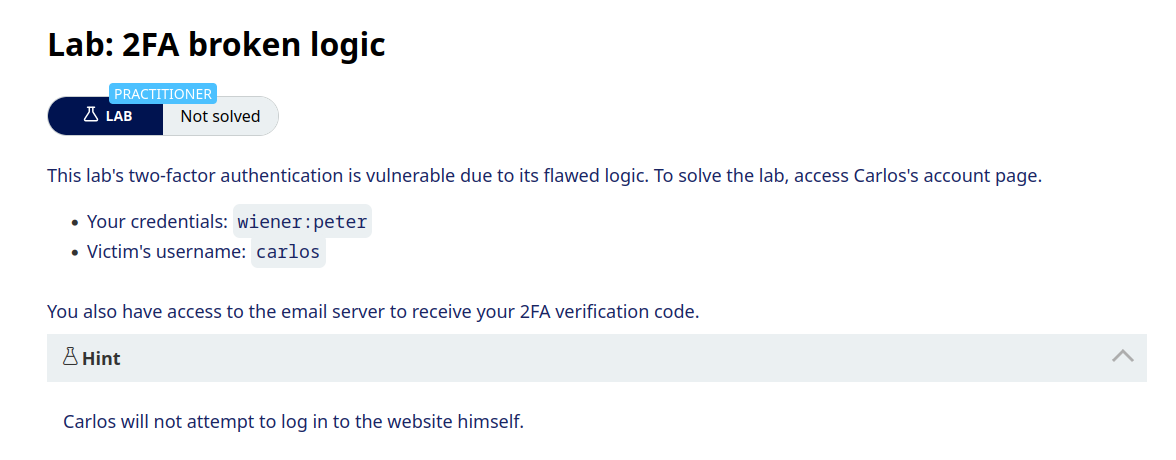 Lab: 2FA broken logic
PRACTITIONER
LAB Not solved
This lab's two-factor authentication is vulnerable due to its flawed logic. To solve the lab, access Carlos's account page.
• Your credentials: wiener:peter
• Victim's username: carlos
You also have access to the email server to receive your 2FA verification code.
Hint
Carlos will not attempt to log in to the website himself.